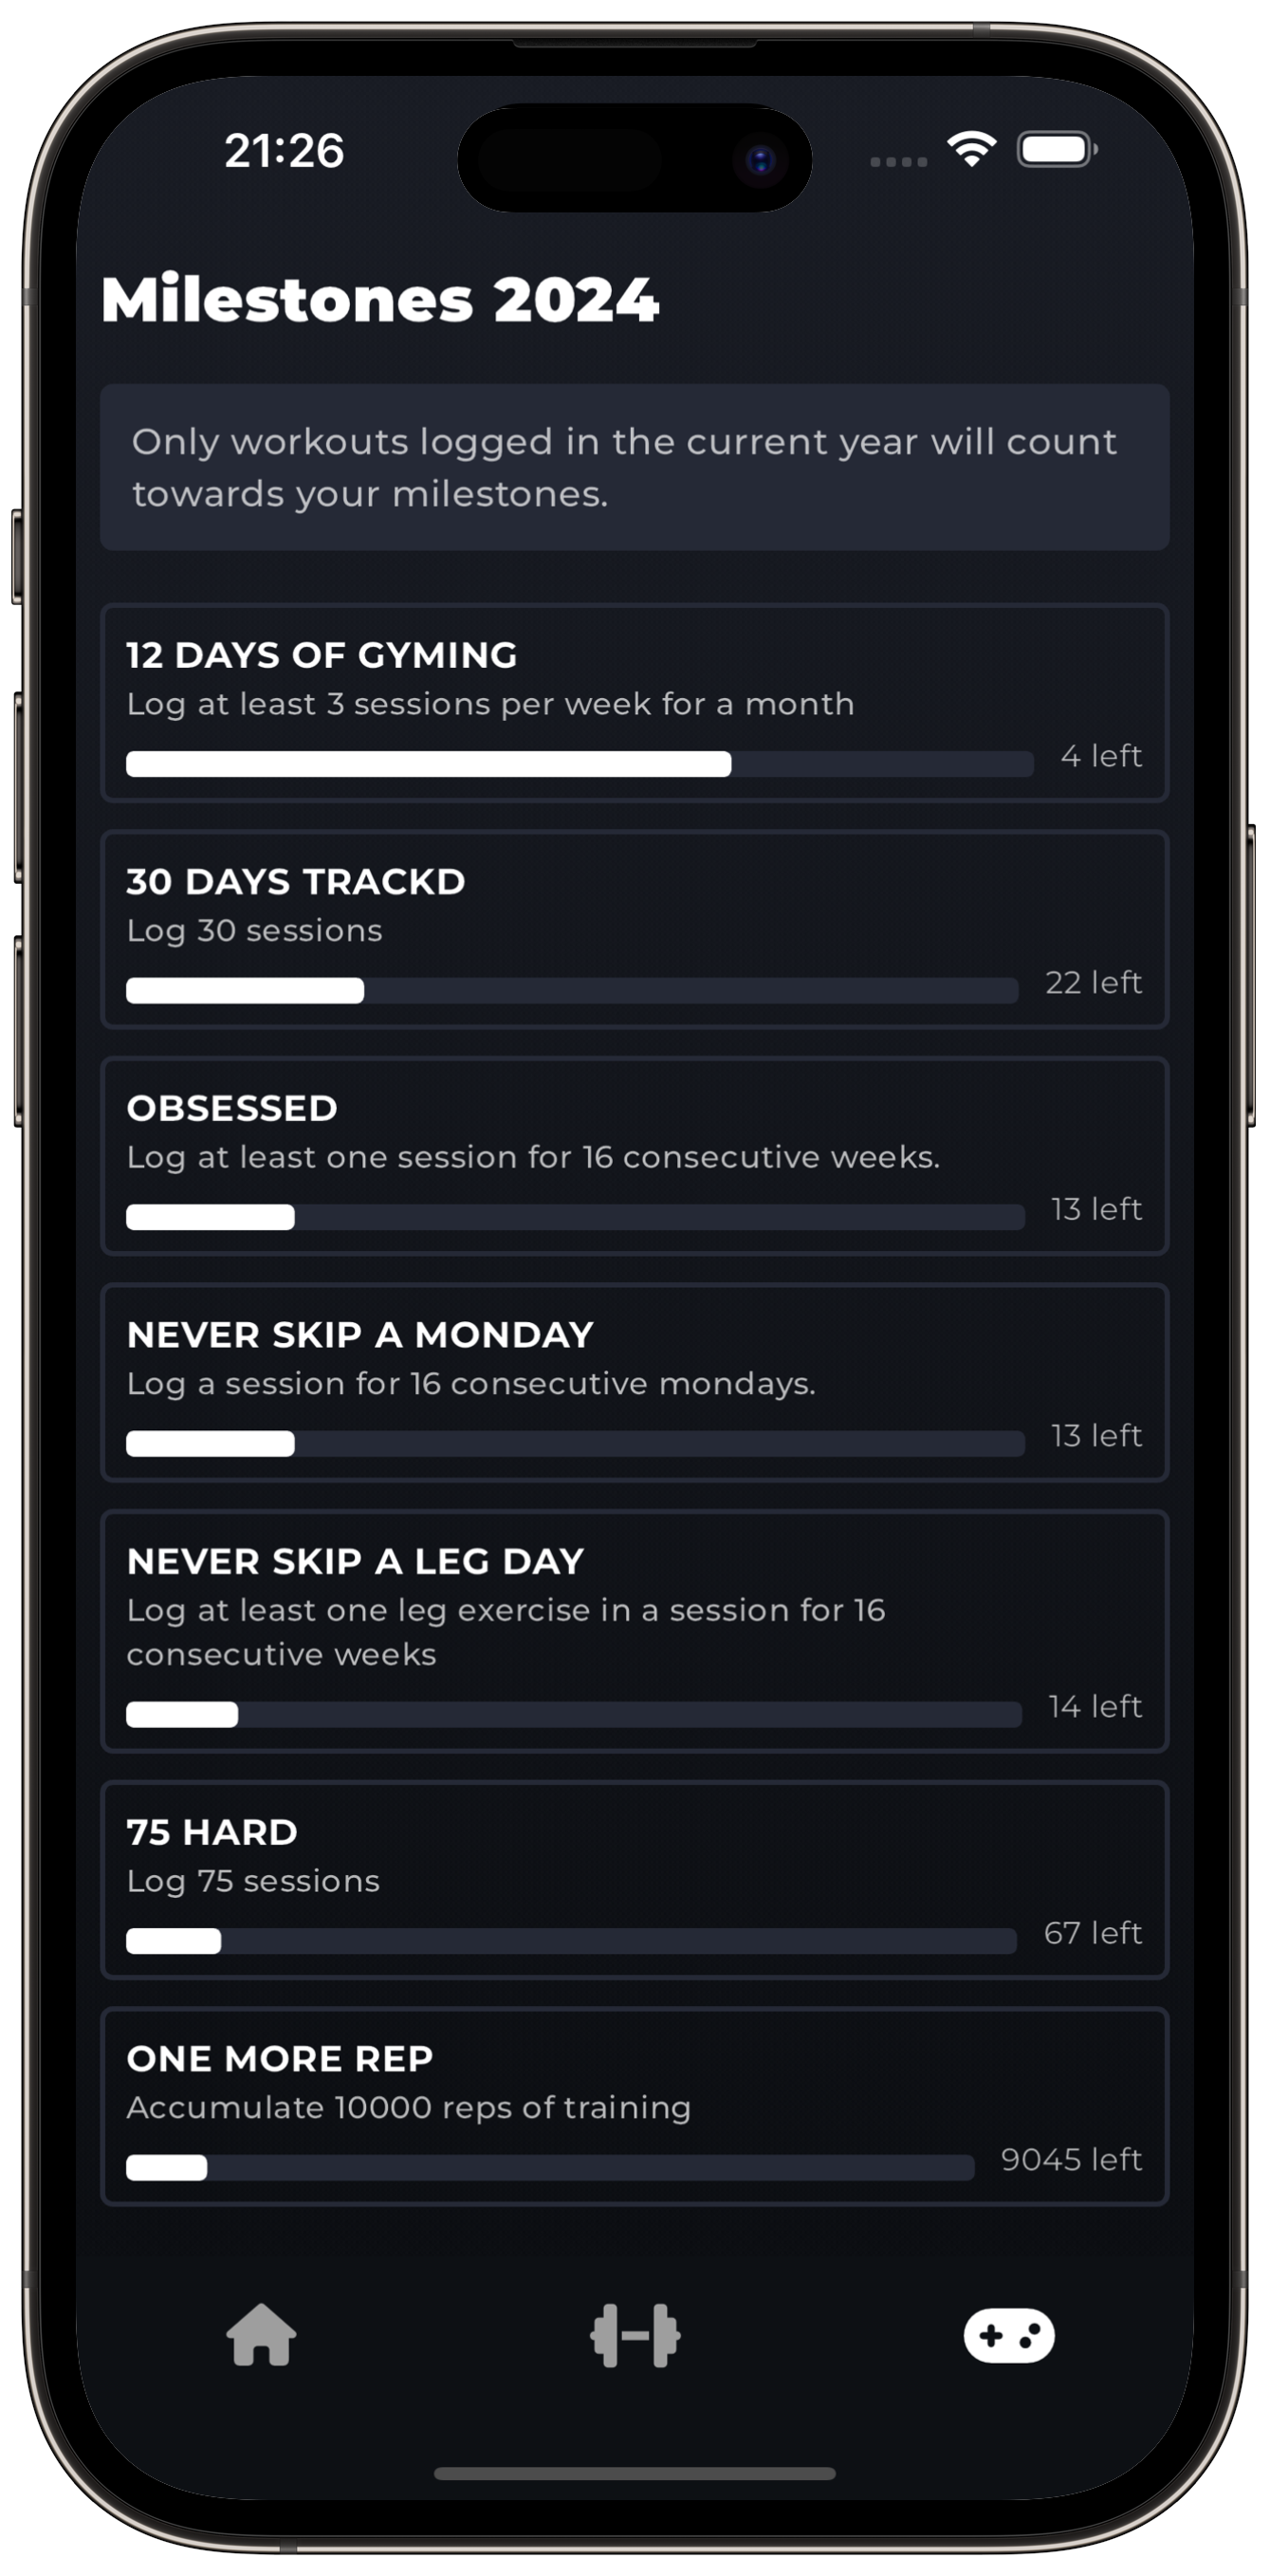 21:26
Milestones 2024
Only workouts logged in the current year will count
towards your milestones.
12 DAYS OF GYMING
Log at least 3 sessions per week for a month
4 left
30 DAYS TRACKD
Log 30 sessions
22 left
OBSESSED
Log at least one session for 16 consecutive weeks.
13 left
NEVER SKIP A MONDAY
Log a session for 16 consecutive mondays.
13 left
NEVER SKIP A LEG DAY
Log at least one leg exercise in a session for 16
consecutive weeks
14 left
75 HARD
Log 75 sessions
67 left
ONE MORE REP
Accumulate 10000 reps of training
9045 left